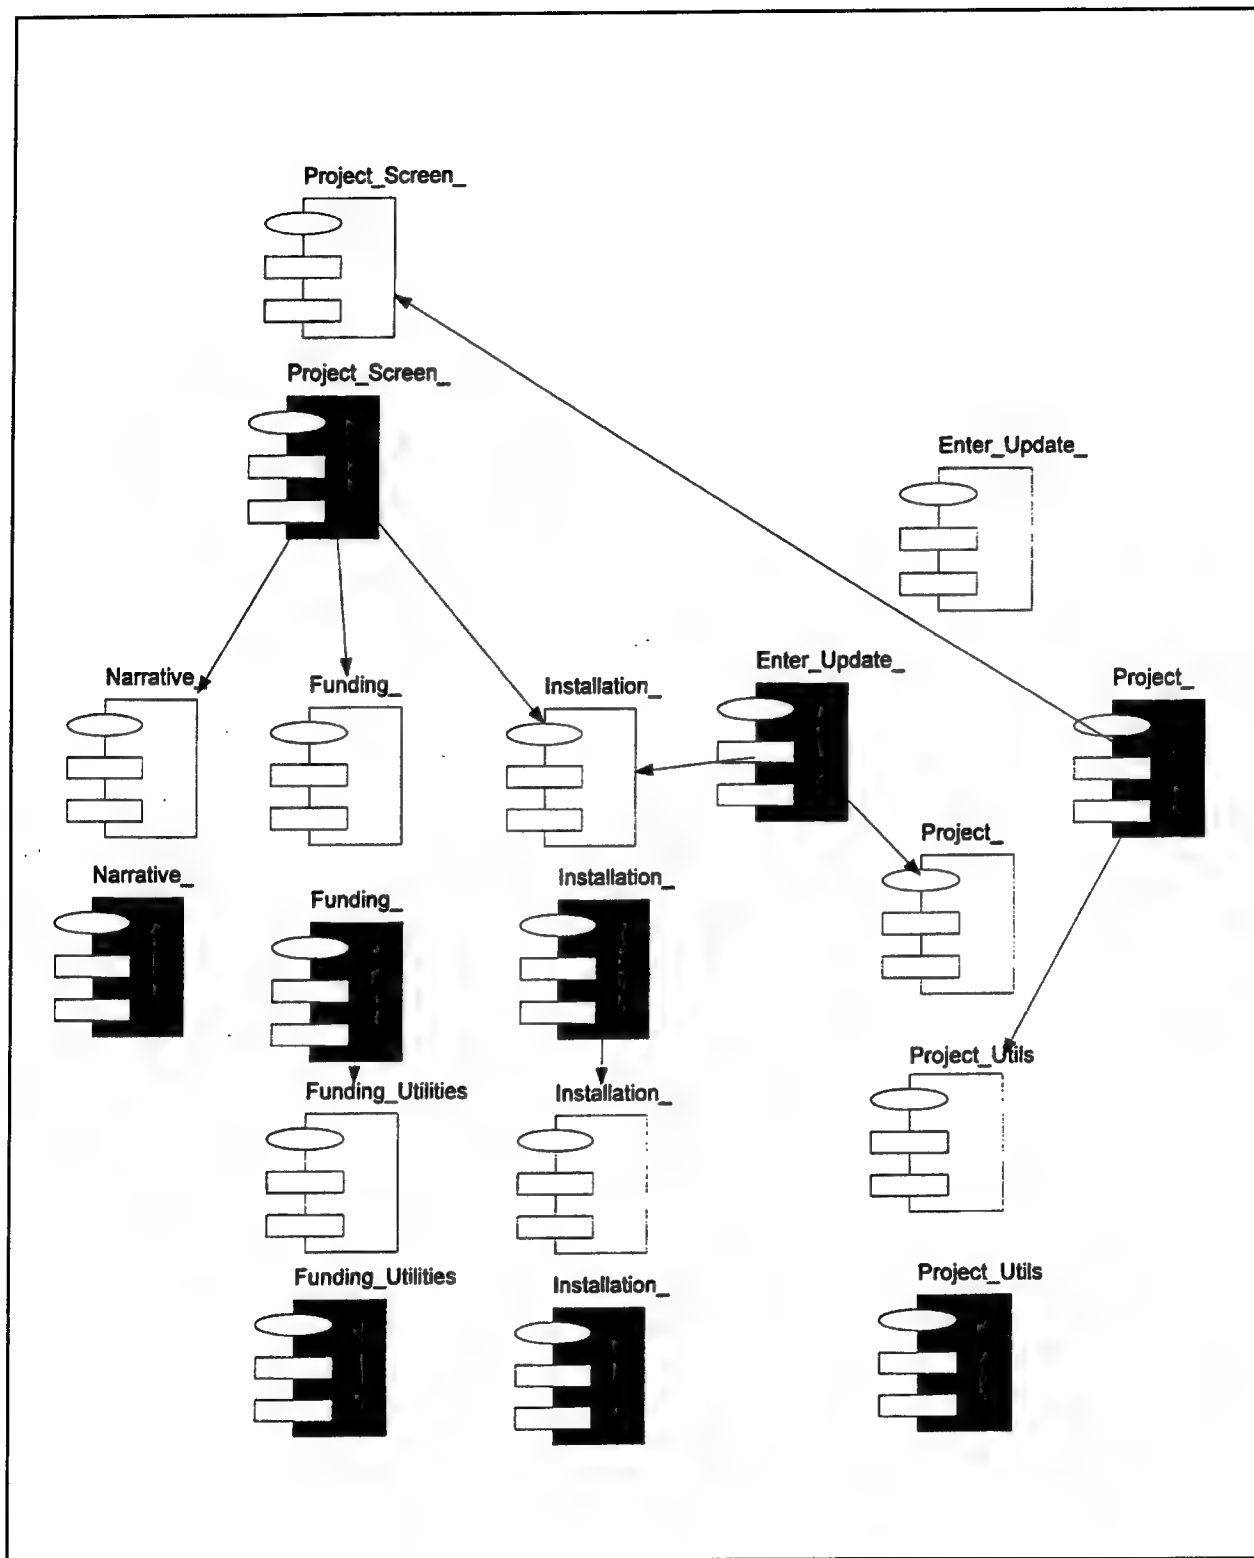 Project_Screen_
Project_Screen_
Enter_Update_
Enter_Update_
Project_
Narrative_
Funding_
Installation_
Project_
Narrative_
Funding_
Installation_
Project_Utils
Funding_Utilities
Installation_
Project_Utils
Funding_Utilities
Installation_